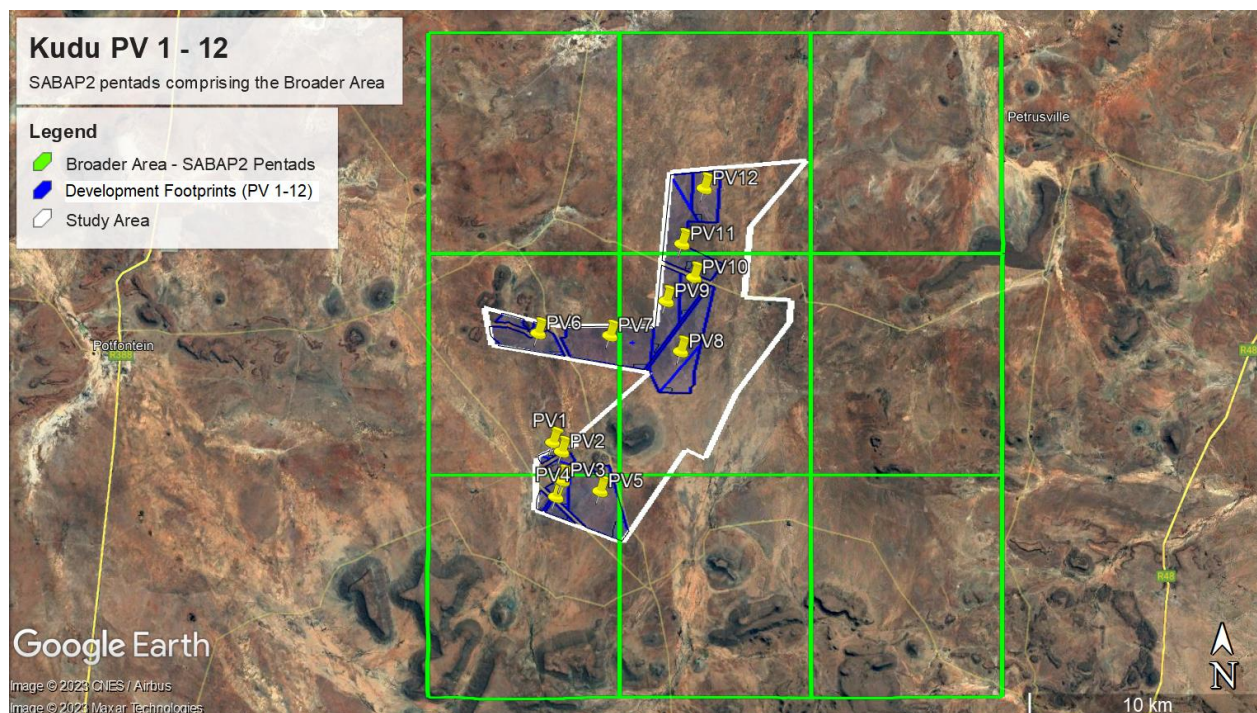 Kudu PV 1 - 12
SABAP2 pentads comprising the Broader Area
Legend
Broader Area - SABAP2 Pentads
Development Footprints (PV 1-12)
Study Area
Petrusville
PV12
PV11
PV10
PV9
PV6
PV7
PV8
Potfontein
R388
R48
PV1
PV2
PV3
PV4
PV5
R48
Google Earth
Image © 2023 CNES / Airbus
Image © 2023 Maxar Technologies
N
10 km